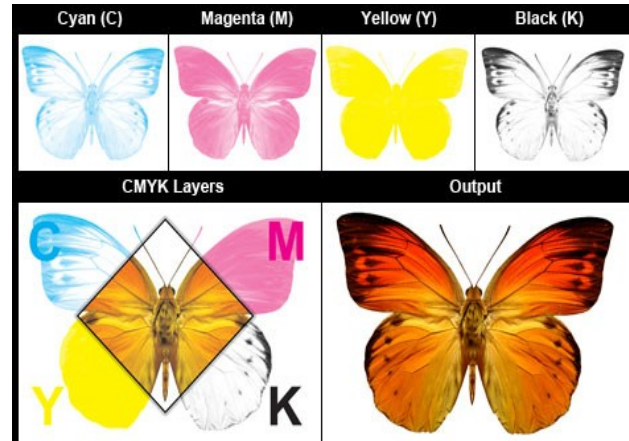 Cyan (C)
Magenta (M)
Yellow (Y)
Black (K)
CMYK Layers
Output
C
M
Y
K